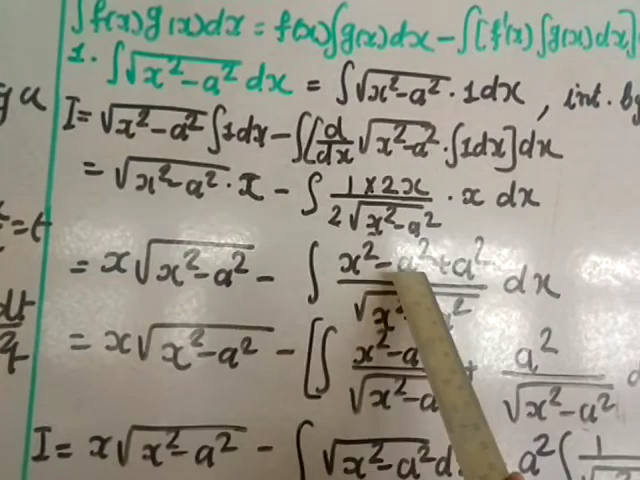 ∫f(x)g(x)dx = f(x)∫g(x)dx − ∫[f'(x)∫g(x)dx]
1. ∫√(x²−a²) dx = ∫√(x²−a²) · 1dx , int. by
I = √(x²−a²) ∫1dx − ∫[d/dx √(x²−a²) · ∫1dx]dx
= √(x²−a²) · x − ∫ (1×2x)/(2√(x²−a²)) · x dx
= x√(x²−a²) − ∫ (x²−a²+a²)/√(x² ²) dx
= x√(x²−a²) − [∫ (x²−a)/√(x²−a + a²/√(x²−a²) d
I = x√(x²−a²) − ∫√(x²−a²) d a²∫ 1/√